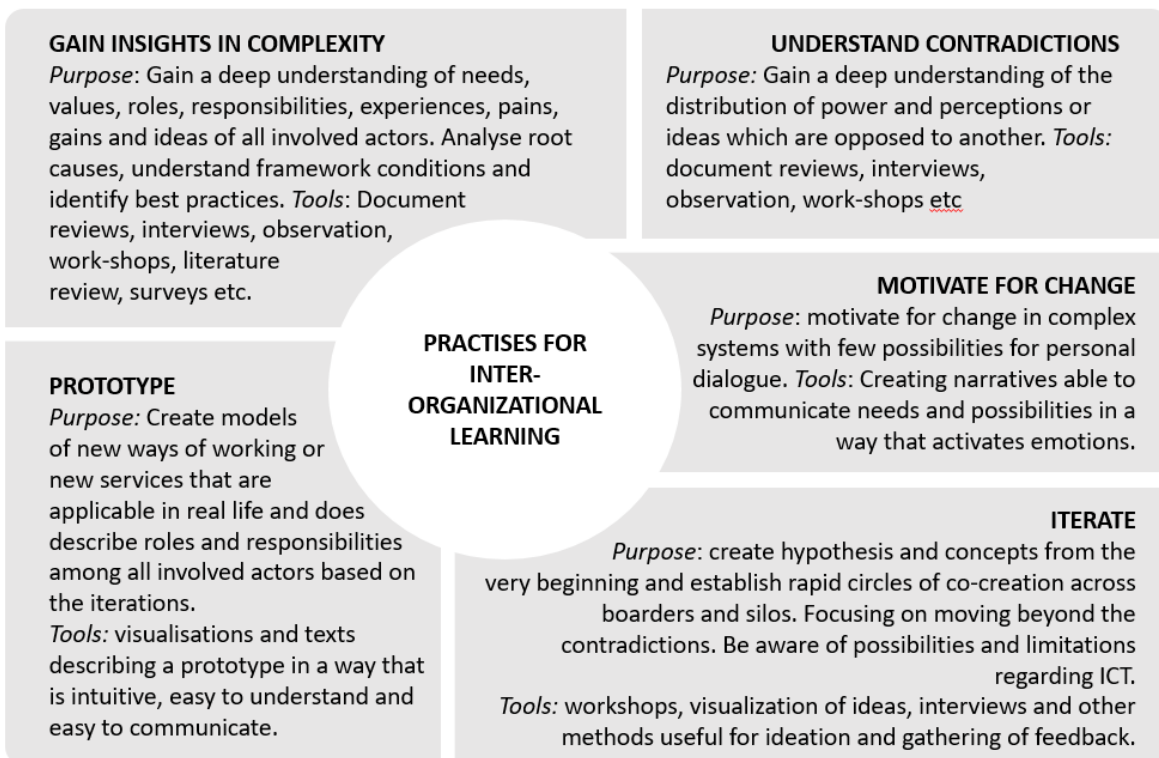 GAIN INSIGHTS IN COMPLEXITY
Purpose: Gain a deep understanding of needs,
values, roles, responsibilities, experiences, pains,
gains and ideas of all involved actors. Analyse root
causes, understand framework conditions and
identify best practices. Tools: Document
reviews, interviews, observation,
work-shops, literature
review, surveys etc.
UNDERSTAND CONTRADICTIONS
Purpose: Gain a deep understanding of the
distribution of power and perceptions or
ideas which are opposed to another. Tools:
document reviews, interviews,
observation, work-shops etc
MOTIVATE FOR CHANGE
Purpose: motivate for change in complex
systems with few possibilities for personal
dialogue. Tools: Creating narratives able to
communicate needs and possibilities in a
way that activates emotions.
PRACTISES FOR
INTER-
ORGANIZATIONAL
LEARNING
PROTOTYPE
Purpose: Create models
of new ways of working or
new services that are
applicable in real life and does
describe roles and responsibilities
among all involved actors based on
the iterations.
Tools: visualisations and texts
describing a prototype in a way that
is intuitive, easy to understand and
easy to communicate.
ITERATE
Purpose: create hypothesis and concepts from the
very beginning and establish rapid circles of co-creation across
boarders and silos. Focusing on moving beyond the
contradictions. Be aware of possibilities and limitations
regarding ICT.
Tools: workshops, visualization of ideas, interviews and other
methods useful for ideation and gathering of feedback.